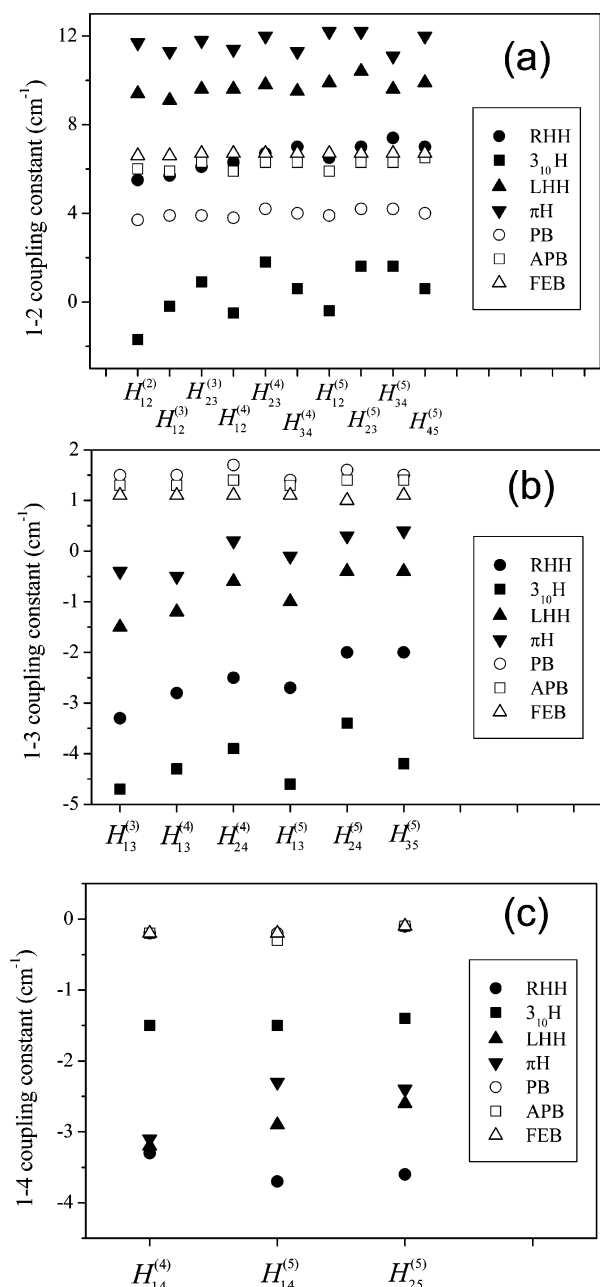 (a)
1-2 coupling constant (cm⁻¹)
12
8
4
0
RHH
3₁₀H
LHH
πH
PB
APB
FEB
H₁₂⁽²⁾ H₂₃⁽³⁾ H₂₃⁽⁴⁾ H₁₂⁽⁵⁾ H₃₄⁽⁵⁾
H₁₂⁽³⁾ H₁₂⁽⁴⁾ H₃₄⁽⁴⁾ H₂₃⁽⁵⁾ H₄₅⁽⁵⁾
(b)
1-3 coupling constant (cm⁻¹)
2
1
0
-1
-2
-3
-4
-5
RHH
3₁₀H
LHH
πH
PB
APB
FEB
H₁₃⁽³⁾ H₁₃⁽⁴⁾ H₂₄⁽⁴⁾ H₁₃⁽⁵⁾ H₂₄⁽⁵⁾ H₃₅⁽⁵⁾
(c)
1-4 coupling constant (cm⁻¹)
0
-1
-2
-3
-4
RHH
3₁₀H
LHH
πH
PB
APB
FEB
H₁₄⁽⁴⁾ H₁₄⁽⁵⁾ H₂₅⁽⁵⁾